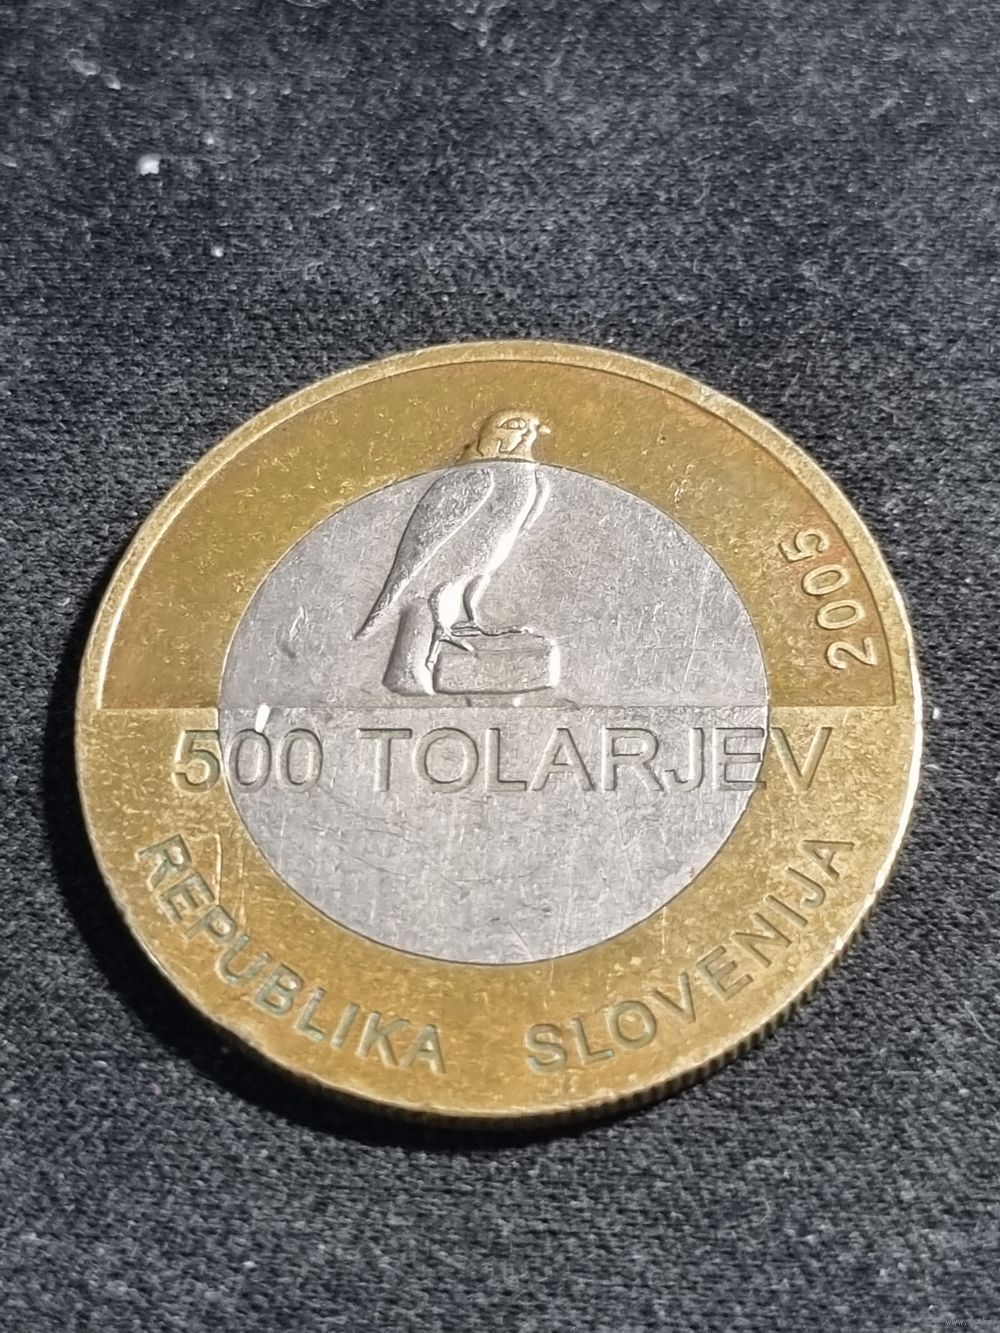 2005
500 TOLARJEV
REPUBLIKA SLOVENIJA